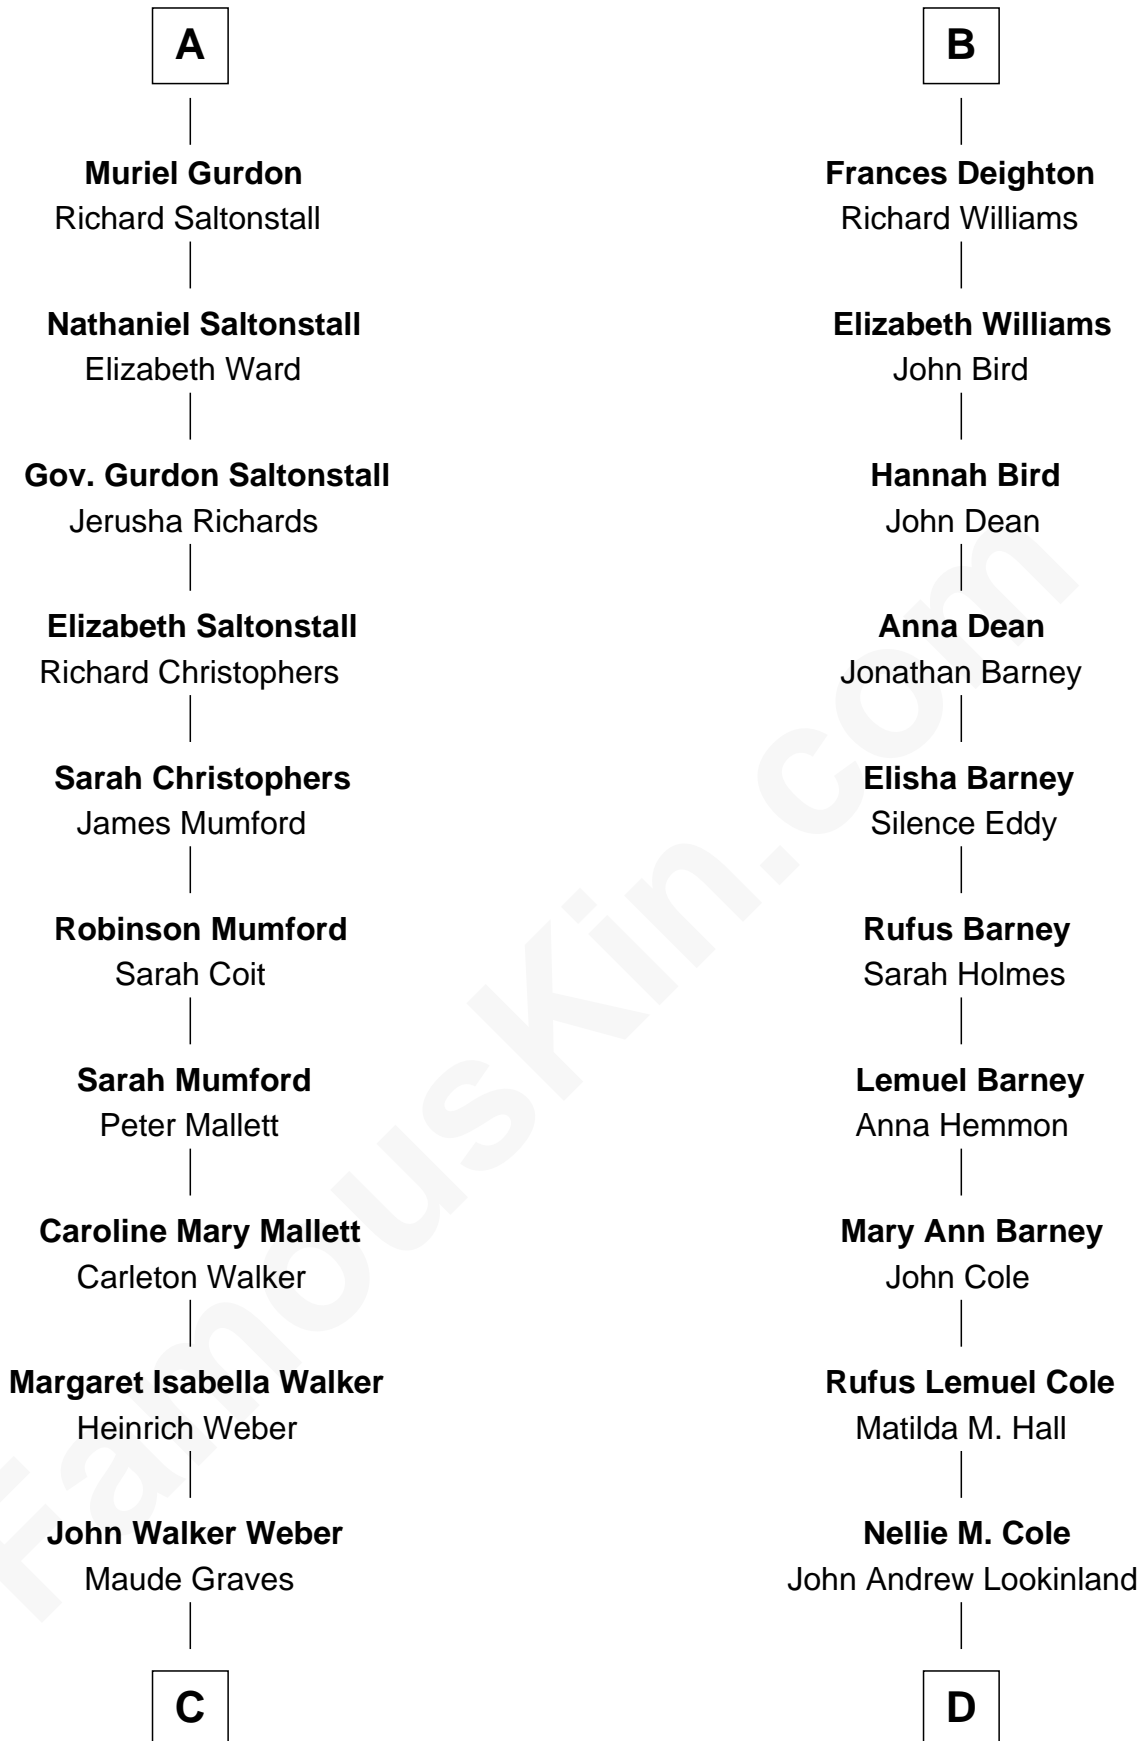 A
Muriel Gurdon
Richard Saltonstall
Nathaniel Saltonstall
Elizabeth Ward
Gov. Gurdon Saltonstall
Jerusha Richards
Elizabeth Saltonstall
Richard Christophers
Sarah Christophers
James Mumford
Robinson Mumford
Sarah Coit
Sarah Mumford
Peter Mallett
Caroline Mary Mallett
Carleton Walker
Margaret Isabella Walker
Heinrich Weber
John Walker Weber
Maude Graves
C
B
Frances Deighton
Richard Williams
Elizabeth Williams
John Bird
Hannah Bird
John Dean
Anna Dean
Jonathan Barney
Elisha Barney
Silence Eddy
Rufus Barney
Sarah Holmes
Lemuel Barney
Anna Hemmon
Mary Ann Barney
John Cole
Rufus Lemuel Cole
Matilda M. Hall
Nellie M. Cole
John Andrew Lookinland
D
FamousKin.com